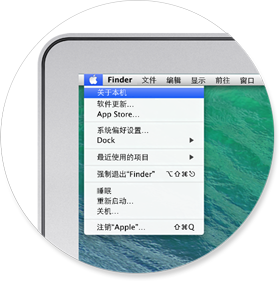 Finder 文件 编辑 显示 前往 窗口
关于本机
软件更新...
App Store...
系统偏好设置...
Dock
最近使用的项目
强制退出“Finder” ⌥⇧⌘⎋
睡眠
重新启动...
关机...
注销“Apple”... ⇧⌘Q